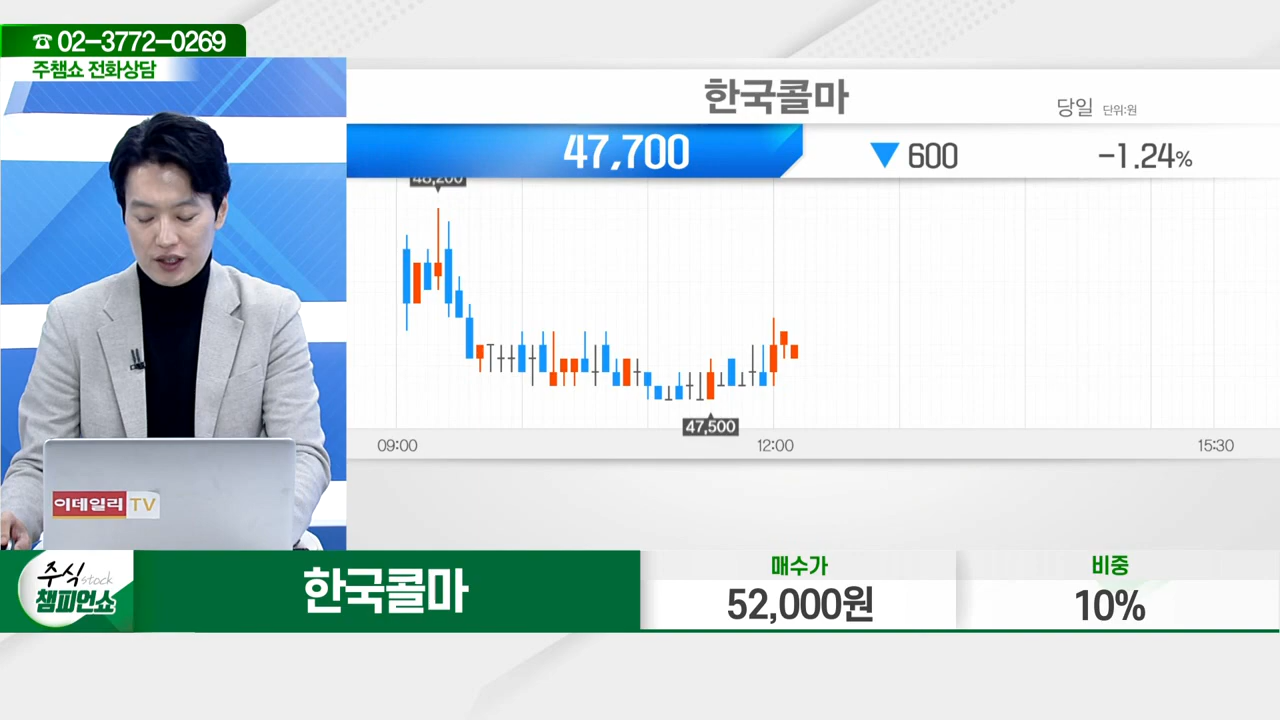 ☎ 02-3772-0269
주챔쇼 전화상담
한국콜마
당일 단위:원
47,700 ▼ 600 -1.24%
48,200
47,500
09:00 12:00 15:30
이데일리 TV
주식 stock
챔피언쇼
한국콜마
매수가
52,000원
비중
10%